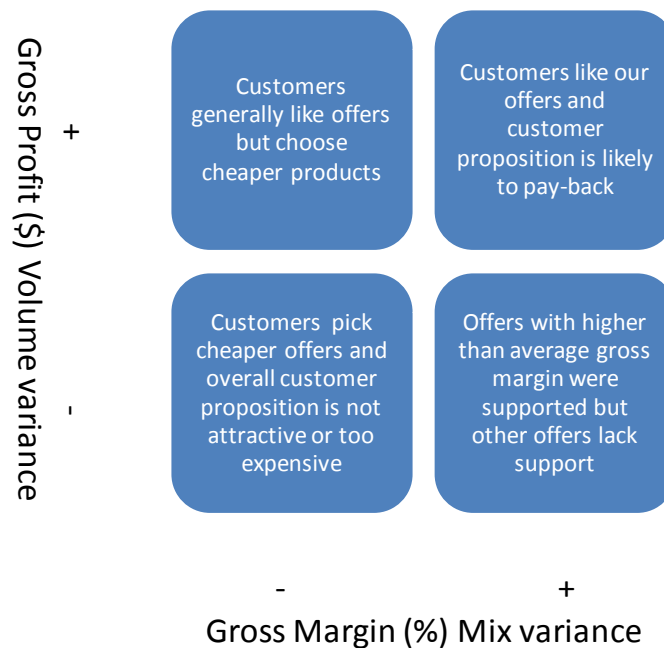 Gross Profit ($) Volume variance
+
-
Customers
generally like offers
but choose
cheaper products
Customers like our
offers and
customer
proposition is likely
to pay-back
Customers pick
cheaper offers and
overall customer
proposition is not
attractive or too
expensive
Offers with higher
than average gross
margin were
supported but
other offers lack
support
-
+
Gross Margin (%) Mix variance